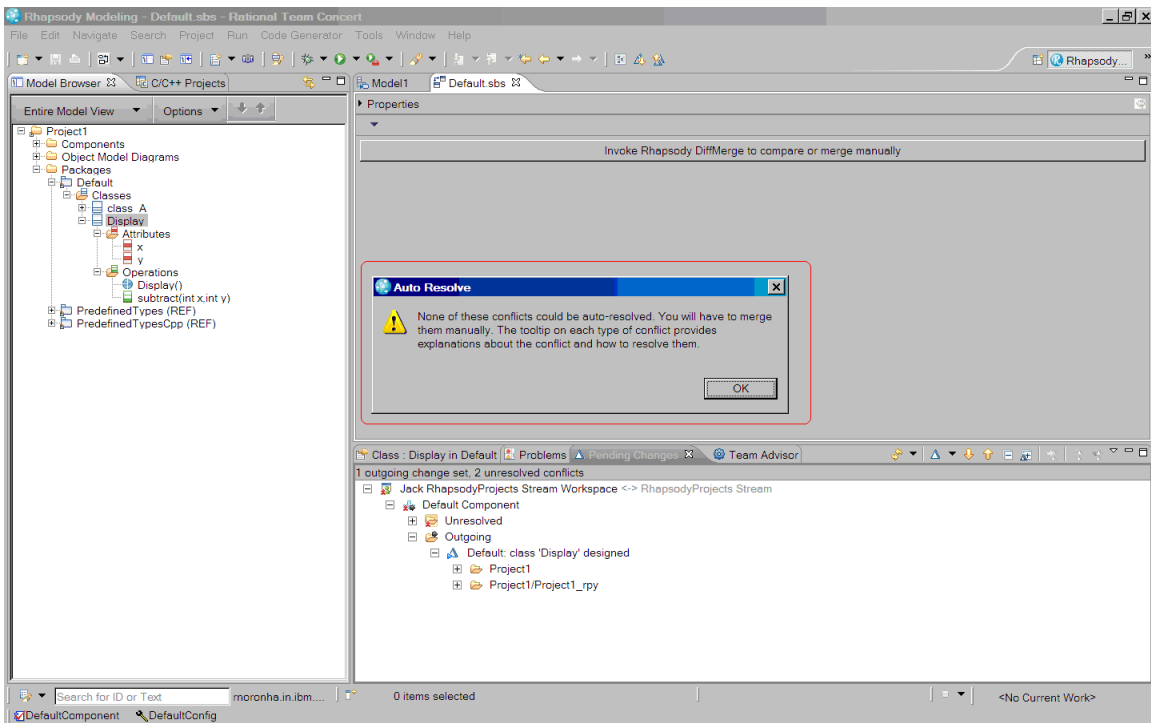 Rhapsody Modeling - Default.sbs - Rational Team Concert
File Edit Navigate Search Project Run Code Generator Tools Window Help
Rhapsody...
Model Browser
C/C++ Projects
Model1
Default.sbs
Entire Model View
Options
Properties
Invoke Rhapsody DiffMerge to compare or merge manually
Project1
Components
Object Model Diagrams
Packages
Default
Classes
class_A
Display
Attributes
x
y
Operations
Display()
subtract(int x,int y)
PredefinedTypes (REF)
PredefinedTypesCpp (REF)
Auto Resolve
None of these conflicts could be auto-resolved. You will have to merge
them manually. The tooltip on each type of conflict provides
explanations about the conflict and how to resolve them.
OK
Class : Display in Default
Problems
Pending Changes
Team Advisor
1 outgoing change set, 2 unresolved conflicts
Jack RhapsodyProjects Stream Workspace <-> RhapsodyProjects Stream
Default Component
Unresolved
Outgoing
Default: class 'Display' designed
Project1
Project1/Project1_rpy
Search for ID or Text
rnoronha.in.ibm....
0 items selected
<No Current Work>
DefaultComponent
DefaultConfig